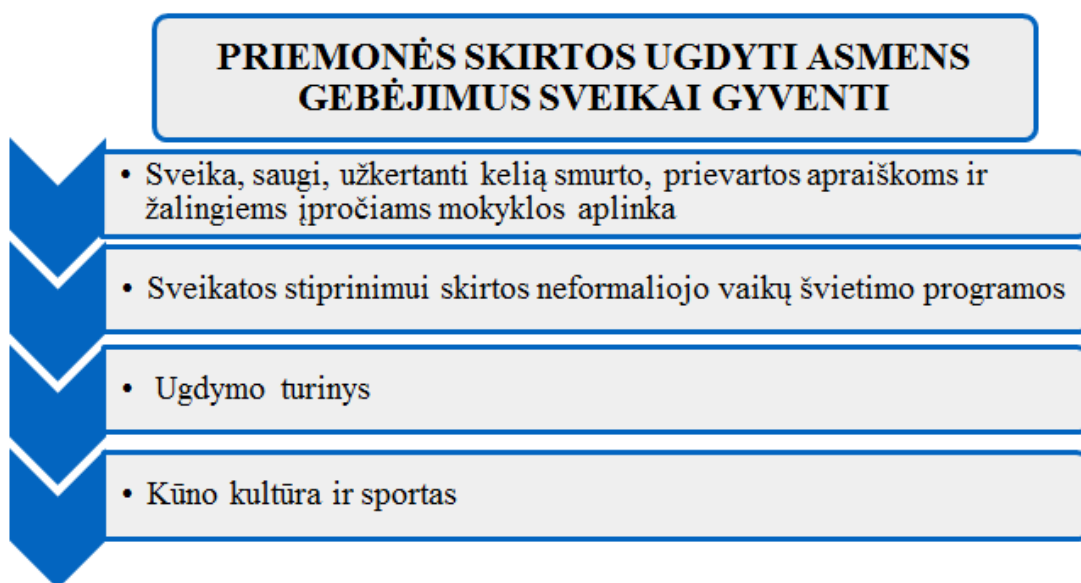 PRIEMONĖS SKIRTOS UGDYTI ASMENS
GEBĖJIMUS SVEIKAI GYVENTI
• Sveika, saugi, užkertanti kelią smurto, prievartos apraiškoms ir
žalingiems įpročiams mokyklos aplinka
• Sveikatos stiprinimui skirtos neformaliojo vaikų švietimo programos
• Ugdymo turinys
• Kūno kultūra ir sportas